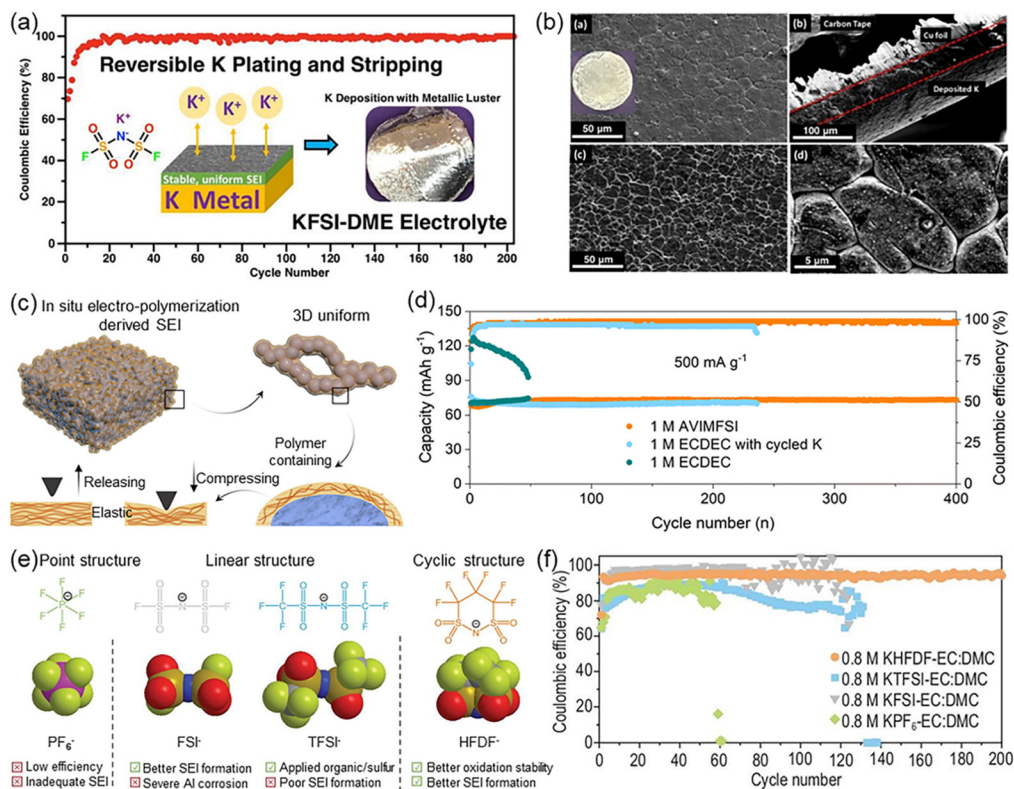 (a)
100
80
60
40
20
0
Coulombic Efficiency (%)
Reversible K Plating and Stripping
K⁺ K⁺ K⁺
K Deposition with Metallic Luster
K⁺
O N⁻ O
S S
F O O F
Stable, uniform SEI
K Metal
KFSI-DME Electrolyte
0 20 40 60 80 100 120 140 160 180 200
Cycle Number
(b)
(a)
50 µm
(b)
Carbon Tape
Cu foil
Deposited K
100 µm
(c)
50 µm
(d)
5 µm
(c)
In situ electro-polymerization
derived SEI
3D uniform
Polymer
containing
Releasing
Compressing
Elastic
(d)
150
120
90
60
30
0
Capacity (mAh g⁻¹)
500 mA g⁻¹
1 M AVIMFSI
1 M ECDEC with cycled K
1 M ECDEC
100
75
50
25
0
Coulombic efficiency (%)
0 100 200 300 400
Cycle number (n)
(e)
Point structure
Linear structure
Cyclic structure
F F
F P F
F F
O O
F S N S F
O O
F O O F
F C S N S C F
F O O F
F F
F F
F F
O S S O
O N O
PF₆⁻
FSI⁻
TFSI⁻
HFDF⁻
Low efficiency
Inadequate SEI
Better SEI formation
Severe Al corrosion
Applied organic/sulfur
Poor SEI formation
Better oxidation stability
Better SEI formation
(f)
100
80
60
40
20
0
Coulombic efficiency (%)
0.8 M KHFDF-EC:DMC
0.8 M KTFSI-EC:DMC
0.8 M KFSI-EC:DMC
0.8 M KPF₆-EC:DMC
0 20 40 60 80 100 120 140 160 180 200
Cycle number